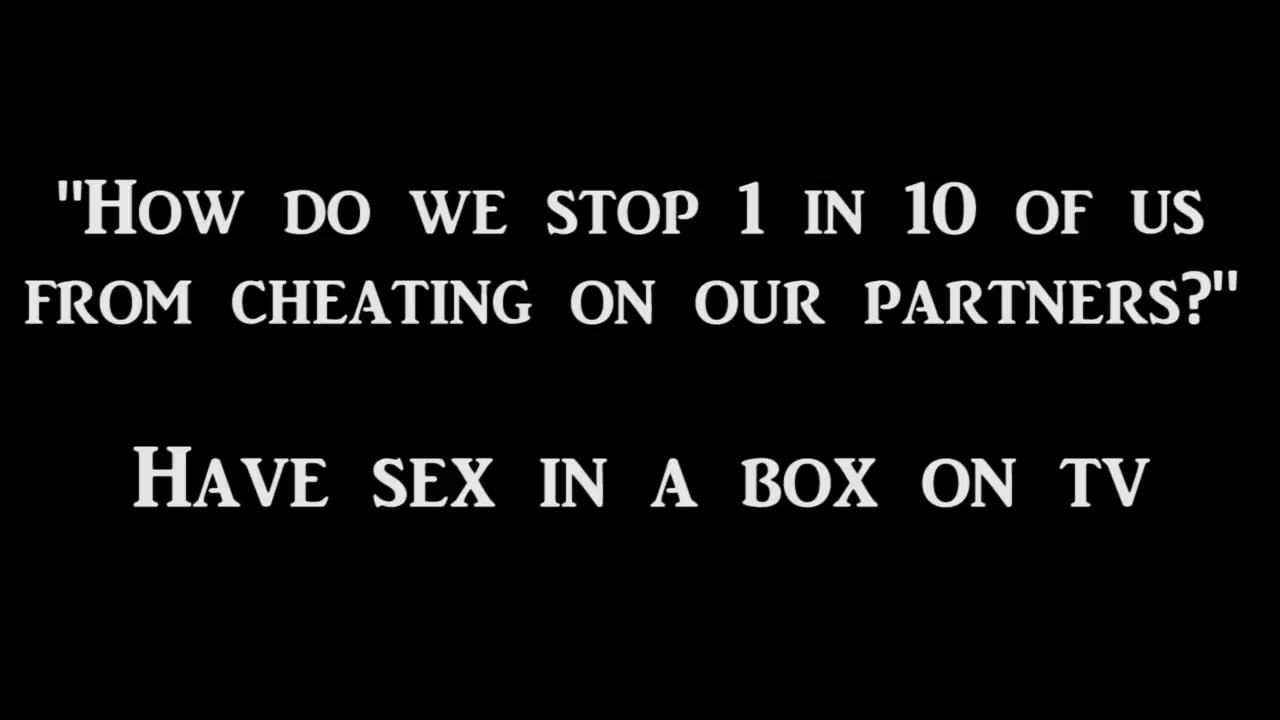 "How do we stop 1 in 10 of us
from cheating on our partners?"
Have sex in a box on tv